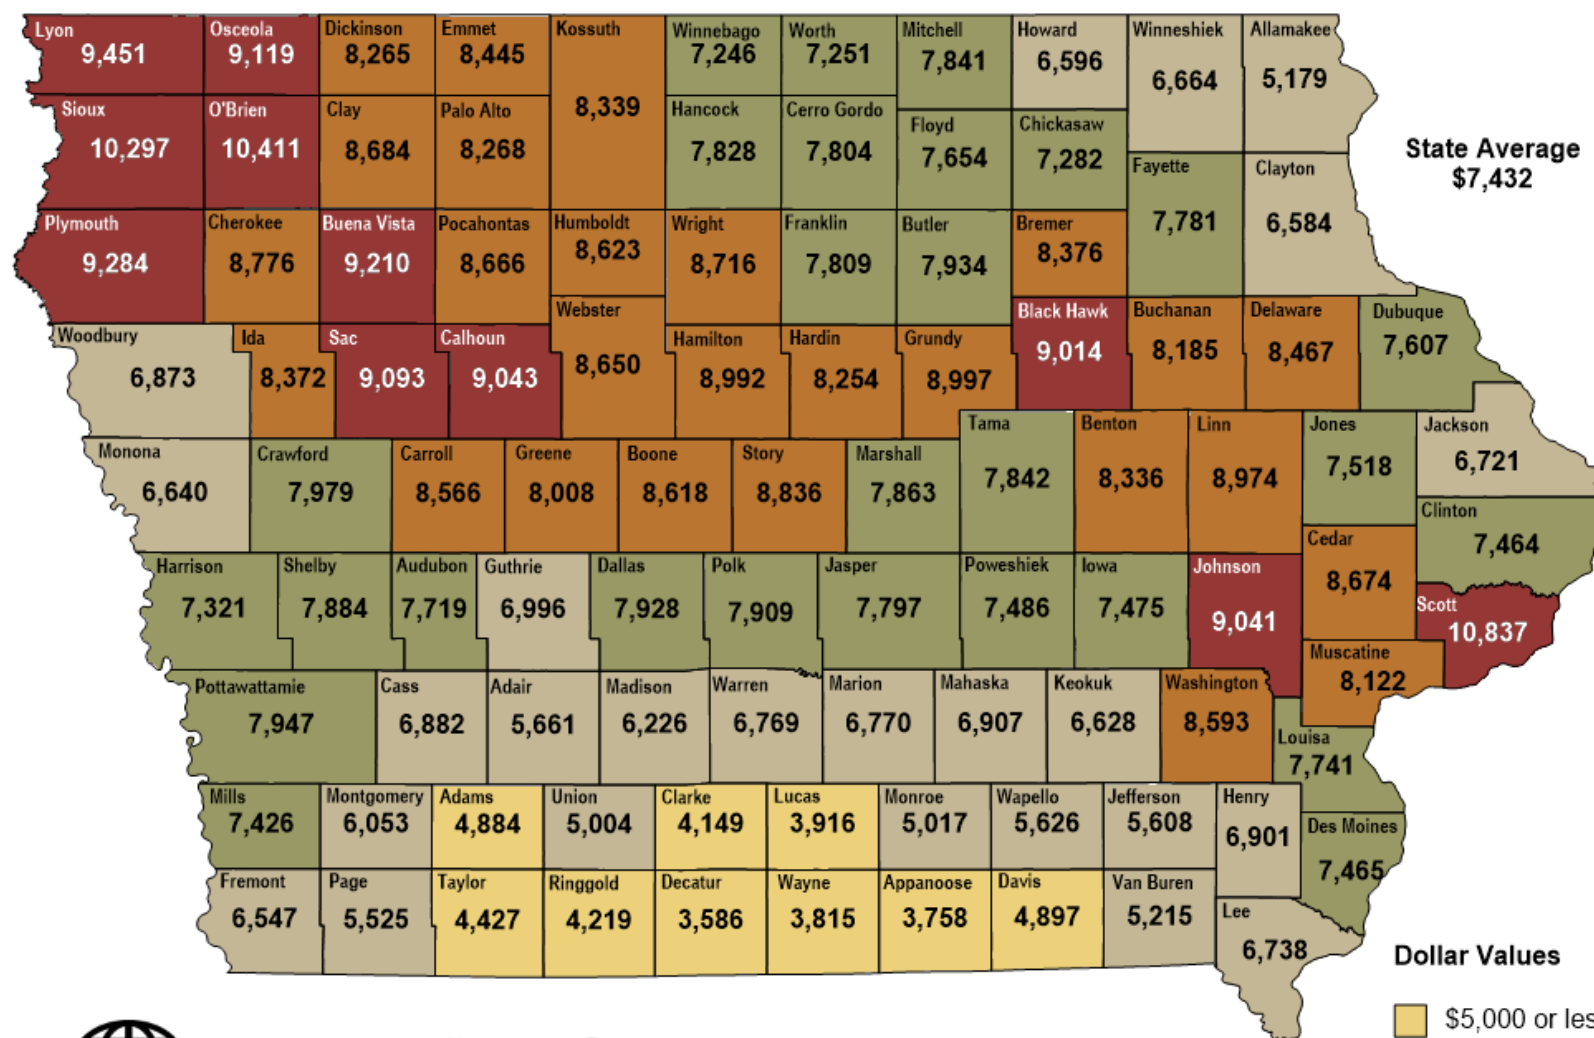 Lyon
9,451
Osceola
9,119
Dickinson
8,265
Emmet
8,445
Kossuth
8,339
Winnebago
7,246
Worth
7,251
Mitchell
7,841
Howard
6,596
Winneshiek
6,664
Allamakee
5,179
Sioux
10,297
O'Brien
10,411
Clay
8,684
Palo Alto
8,268
Hancock
7,828
Cerro Gordo
7,804
Floyd
7,654
Chickasaw
7,282
State Average
$7,432
Fayette
7,781
Clayton
6,584
Plymouth
9,284
Cherokee
8,776
Buena Vista
9,210
Pocahontas
8,666
Humboldt
8,623
Wright
8,716
Franklin
7,809
Butler
7,934
Bremer
8,376
Woodbury
6,873
Ida
8,372
Sac
9,093
Calhoun
9,043
Webster
8,650
Hamilton
8,992
Hardin
8,254
Grundy
8,997
Black Hawk
9,014
Buchanan
8,185
Delaware
8,467
Dubuque
7,607
Monona
6,640
Crawford
7,979
Carroll
8,566
Greene
8,008
Boone
8,618
Story
8,836
Marshall
7,863
Tama
7,842
Benton
8,336
Linn
8,974
Jones
7,518
Jackson
6,721
Clinton
7,464
Cedar
8,674
Harrison
7,321
Shelby
7,884
Audubon
7,719
Guthrie
6,996
Dallas
7,928
Polk
7,909
Jasper
7,797
Poweshiek
7,486
Iowa
7,475
Johnson
9,041
Scott
10,837
Muscatine
8,122
Pottawattamie
7,947
Cass
6,882
Adair
5,661
Madison
6,226
Warren
6,769
Marion
6,770
Mahaska
6,907
Keokuk
6,628
Washington
8,593
Louisa
7,741
Mills
7,426
Montgomery
6,053
Adams
4,884
Union
5,004
Clarke
4,149
Lucas
3,916
Monroe
5,017
Wapello
5,626
Jefferson
5,608
Henry
6,901
Des Moines
7,465
Fremont
6,547
Page
5,525
Taylor
4,427
Ringgold
4,219
Decatur
3,586
Wayne
3,815
Appanoose
3,758
Davis
4,897
Van Buren
5,215
Lee
6,738
Dollar Values
$5,000 or les